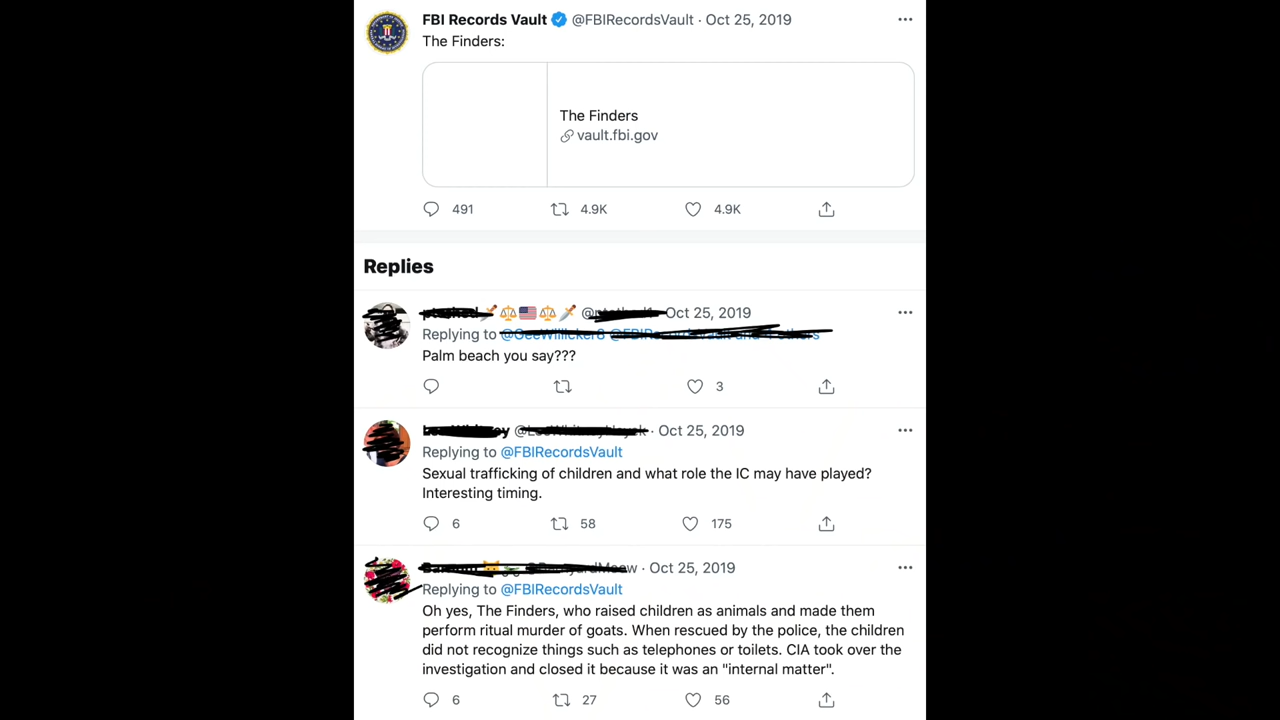 FBI Records Vault @FBIRecordsVault · Oct 25, 2019
The Finders:
The Finders
vault.fbi.gov
491 4.9K 4.9K
Replies
Oct 25, 2019
Replying to
Palm beach you say???
3
· Oct 25, 2019
Replying to @FBIRecordsVault
Sexual trafficking of children and what role the IC may have played?
Interesting timing.
6 58 175
· Oct 25, 2019
Replying to @FBIRecordsVault
Oh yes, The Finders, who raised children as animals and made them
perform ritual murder of goats. When rescued by the police, the children
did not recognize things such as telephones or toilets. CIA took over the
investigation and closed it because it was an "internal matter".
6 27 56